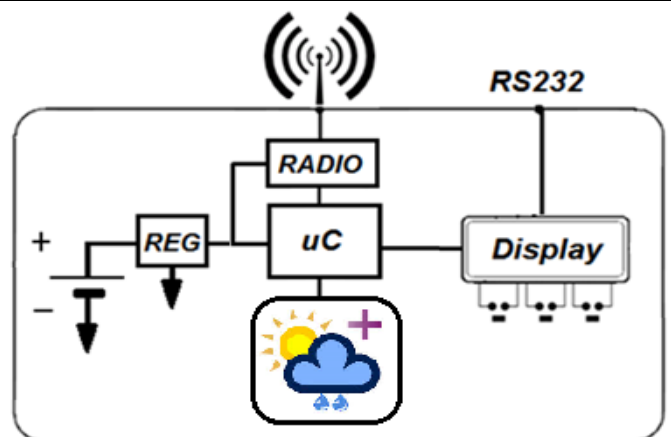 RS232
RADIO
+
REG
uC
Display
−
+